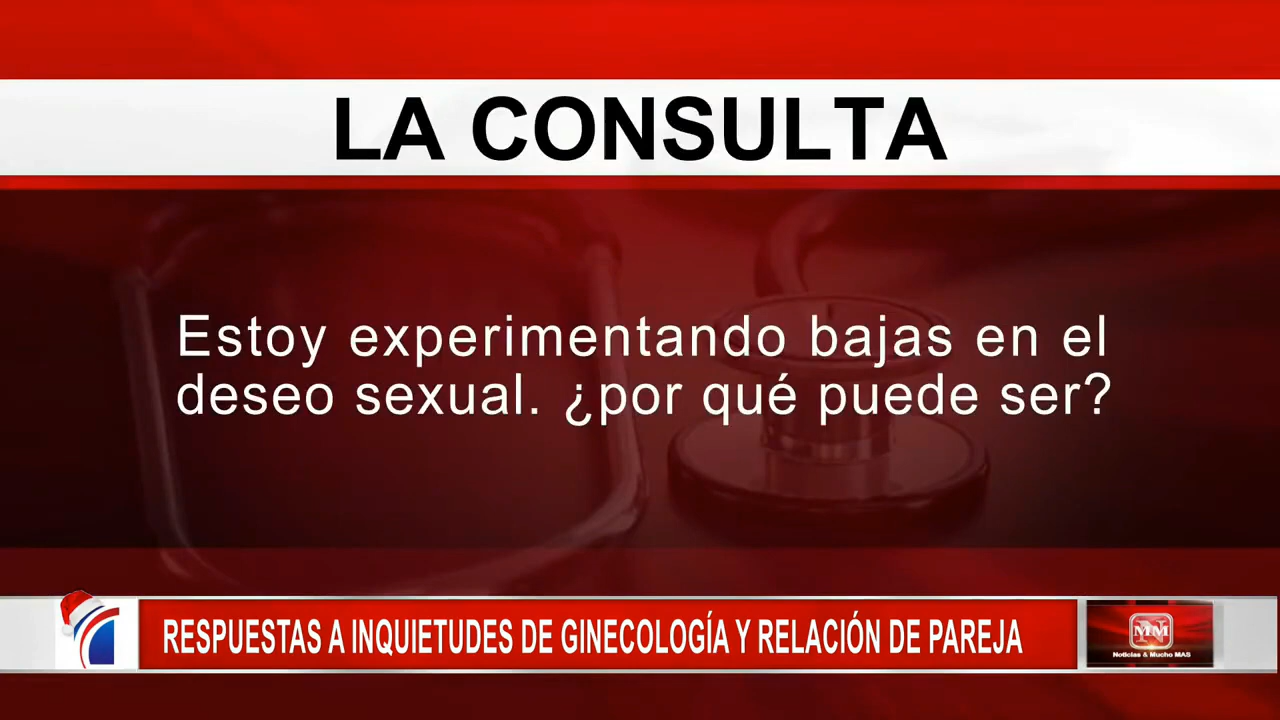 LA CONSULTA
Estoy experimentando bajas en el
deseo sexual. ¿por qué puede ser?
RESPUESTAS A INQUIETUDES DE GINECOLOGÍA Y RELACIÓN DE PAREJA
NMM
Noticias & Mucho MAS